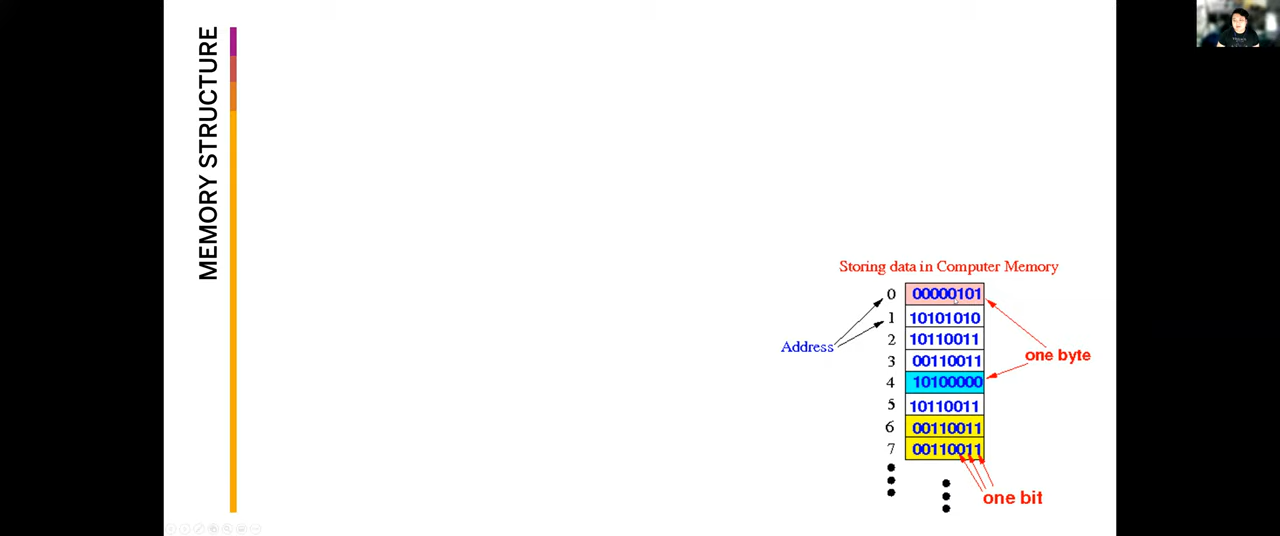 MEMORY STRUCTURE
Storing data in Computer Memory
0 00000101
1 10101010
2 10110011
3 00110011
4 10100000
5 10110011
6 00110011
7 00110011
Address
one byte
one bit